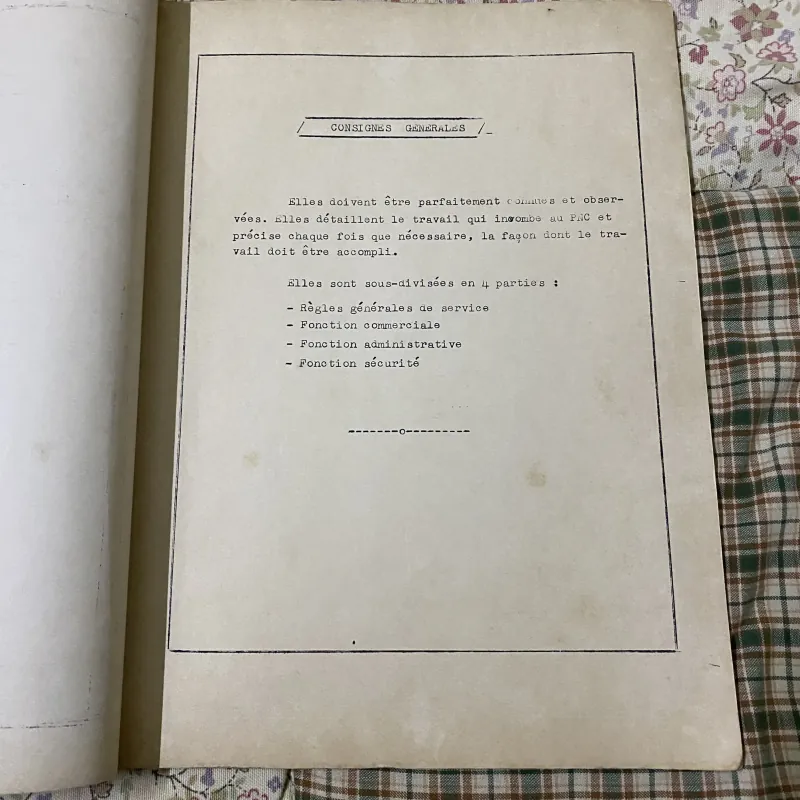 / CONSIGNES GENERALES /_
Elles doivent être parfaitement connues et obser-
vées. Elles détaillent le travail qui incombe au PNC et
précise chaque fois que nécessaire, la façon dont le tra-
vail doit être accompli.
Elles sont sous-divisées en 4 parties :
- Règles générales de service
- Fonction commerciale
- Fonction administrative
- Fonction sécurité
-------o---------